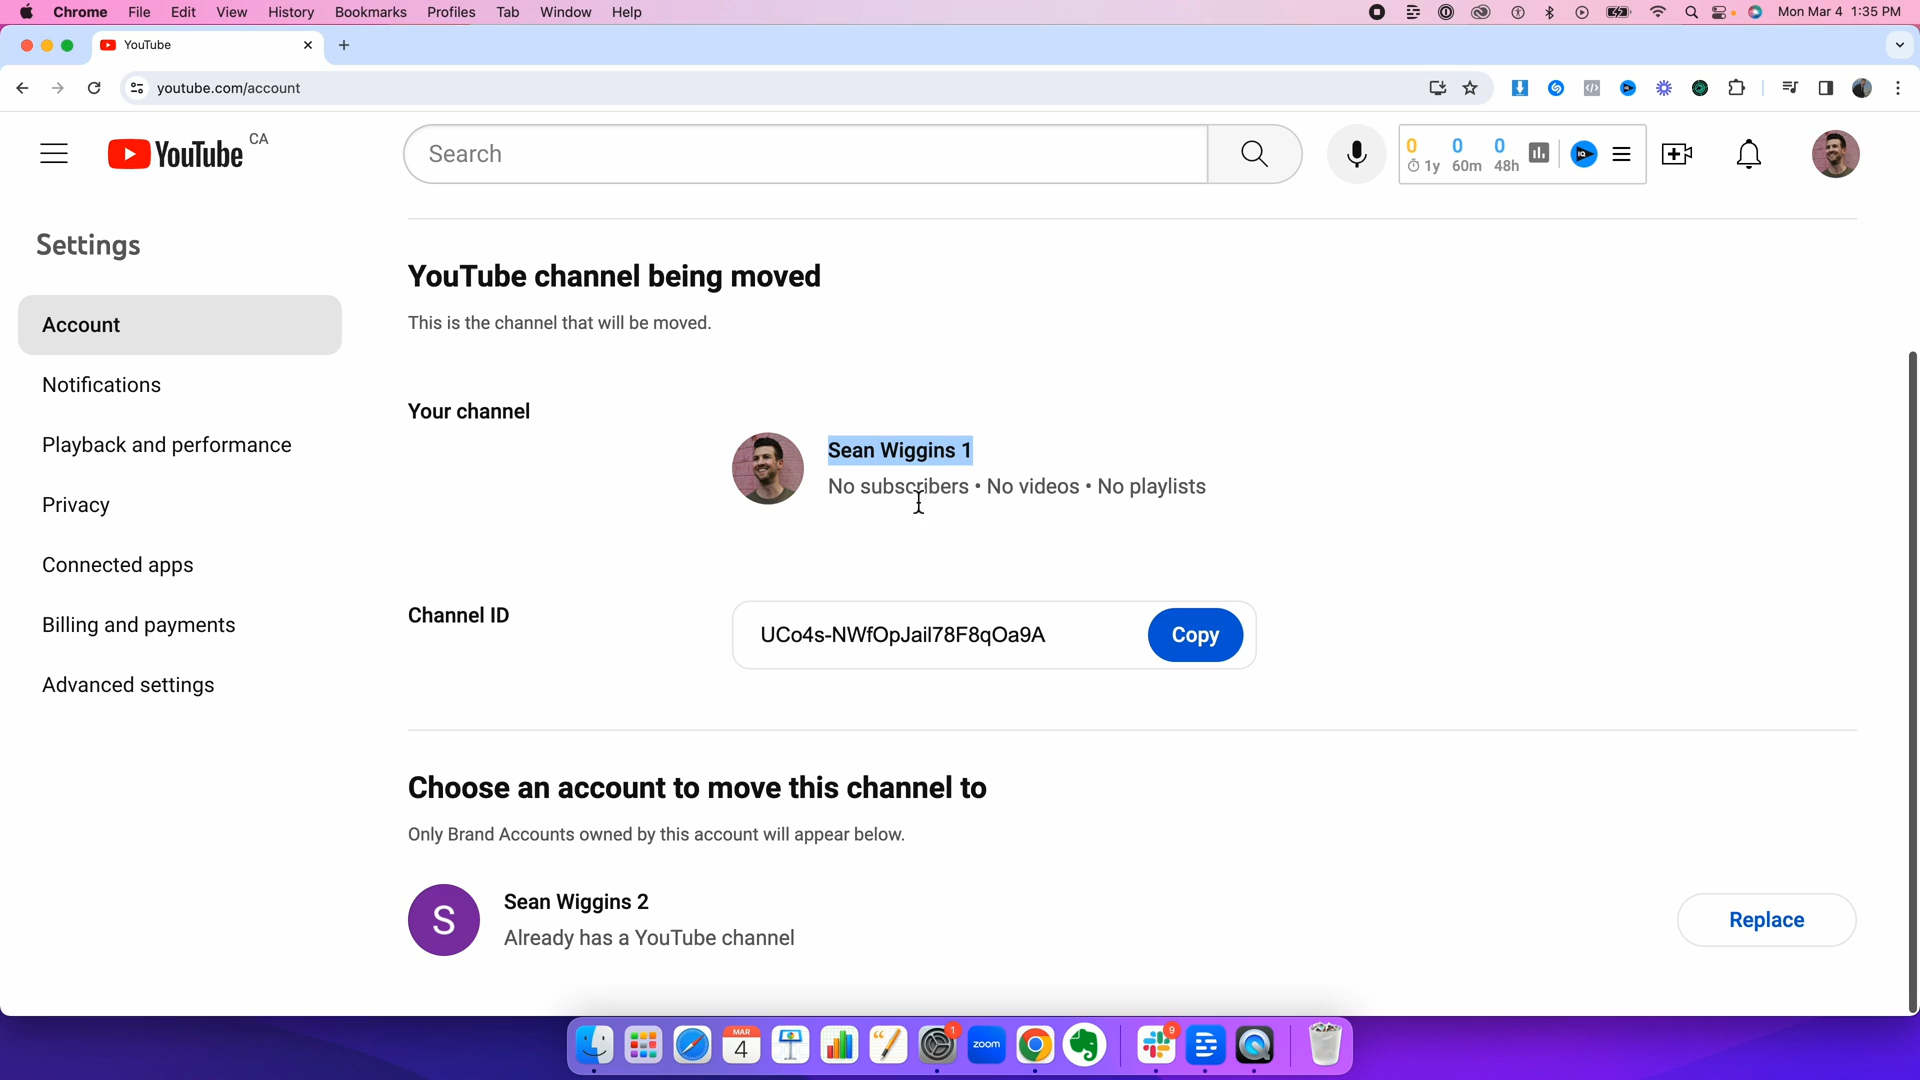 Chrome File Edit View History Bookmarks Profiles Tab Window Help Mon Mar 4 1:35 PM
YouTube
youtube.com/account
YouTube CA
Search
0 0 0
1y 60m 48h
Settings
Account
Notifications
Playback and performance
Privacy
Connected apps
Billing and payments
Advanced settings
YouTube channel being moved
This is the channel that will be moved.
Your channel
Sean Wiggins 1
No subscribers • No videos • No playlists
Channel ID
UCo4s-NWfOpJail78F8qOa9A
Copy
Choose an account to move this channel to
Only Brand Accounts owned by this account will appear below.
S
Sean Wiggins 2
Already has a YouTube channel
Replace
MAR
4
1
zoom
9